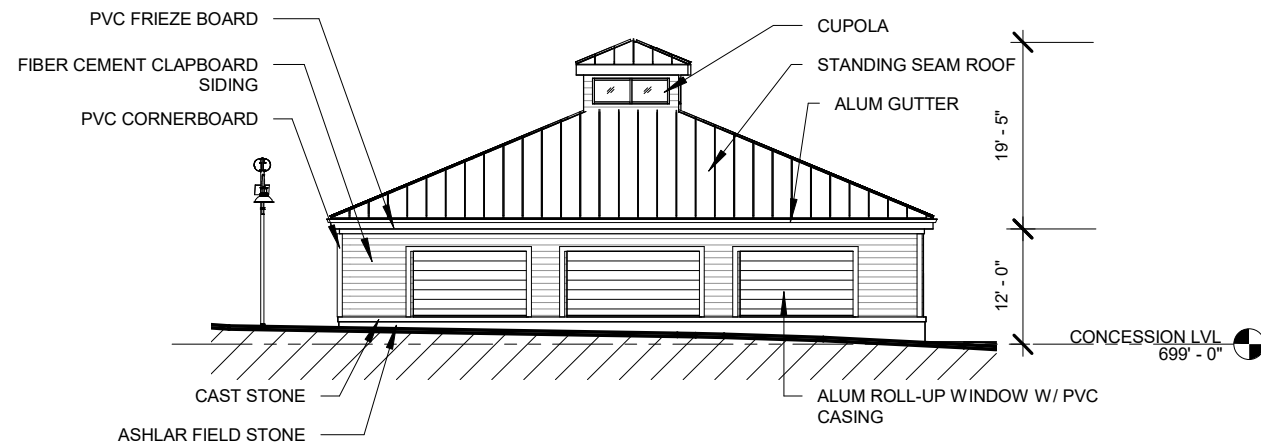 PVC FRIEZE BOARD
FIBER CEMENT CLAPBOARD
SIDING
PVC CORNERBOARD
CUPOLA
STANDING SEAM ROOF
ALUM GUTTER
19' - 5"
12' - 0"
CONCESSION LVL
699' - 0"
CAST STONE
ASHLAR FIELD STONE
ALUM ROLL-UP WINDOW W/ PVC
CASING